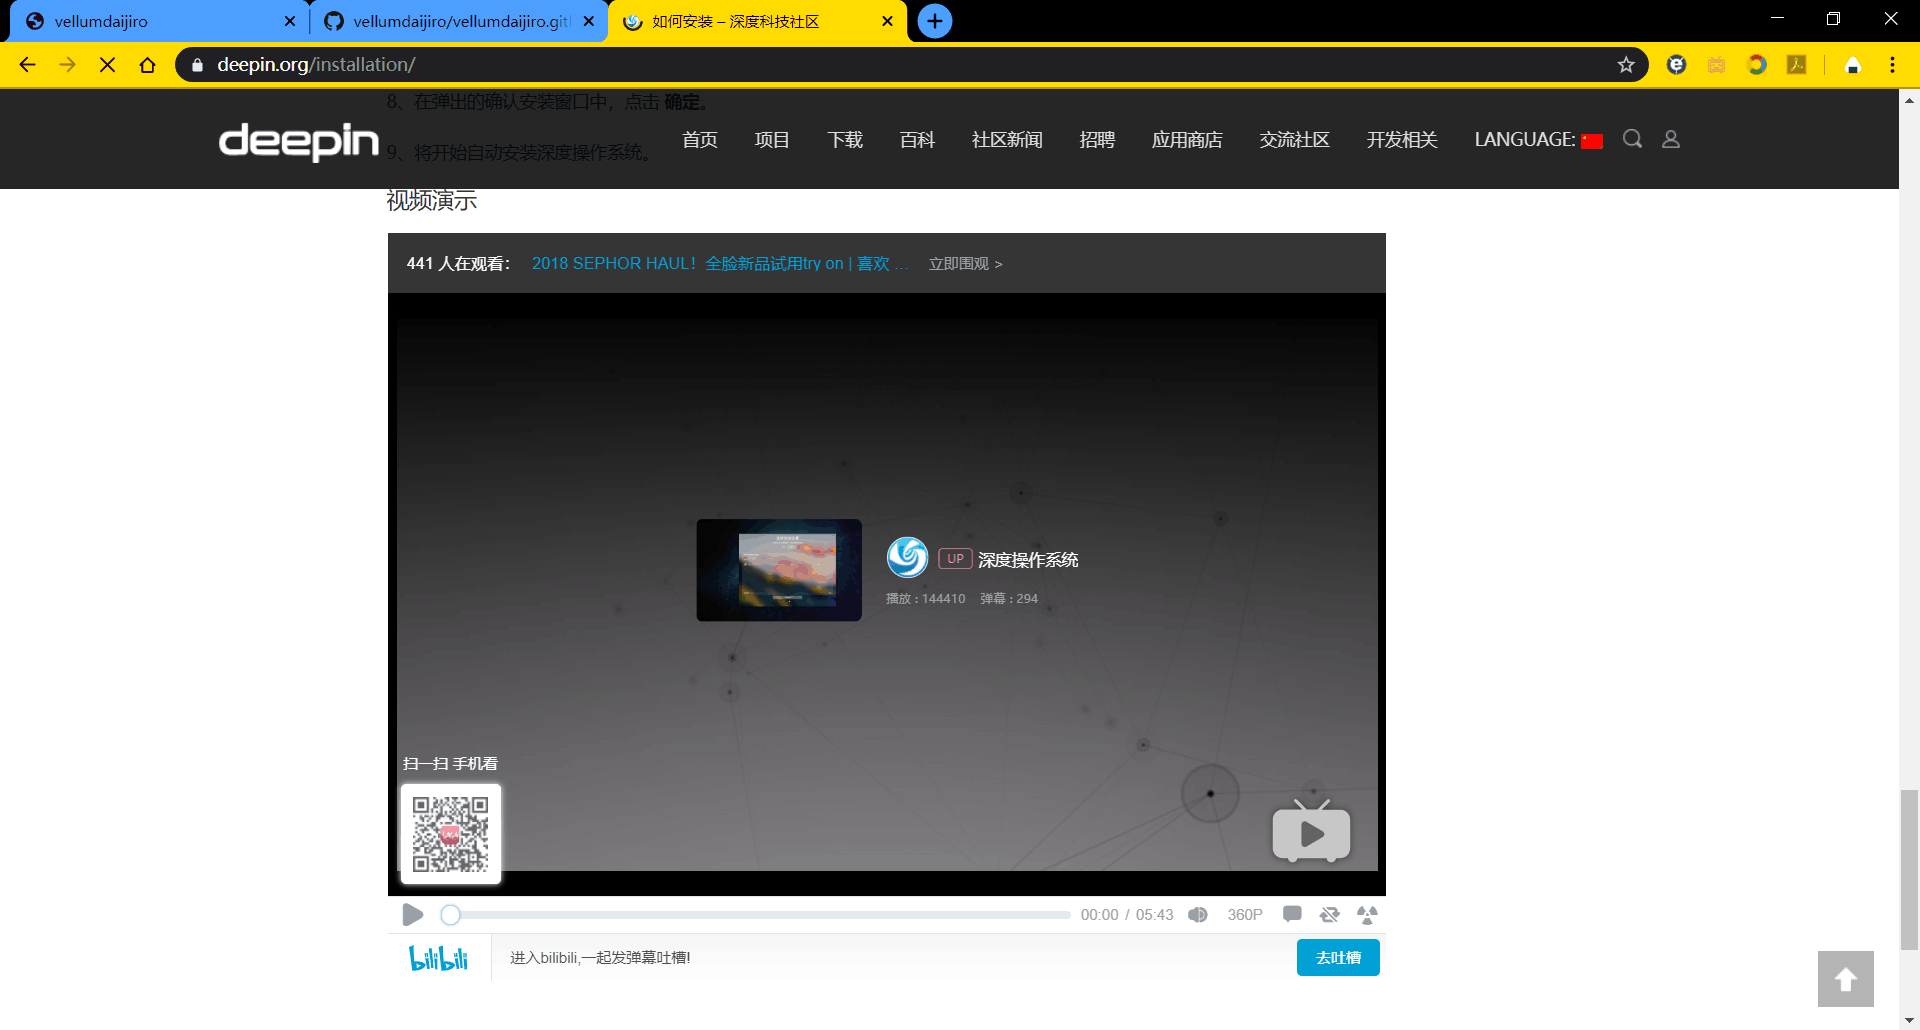 vellumdaijiro
vellumdaijiro/vellumdaijiro.git
如何安装 – 深度科技社区
deepin.org/installation/
8、在弹出的确认安装窗口中，点击 确定。
deepin
首页
项目
下载
百科
社区新闻
招聘
应用商店
交流社区
开发相关
LANGUAGE:
9、将开始自动安装深度操作系统。
视频演示
441 人在观看：
2018 SEPHOR HAUL！全脸新品试用try on | 喜欢 ...
立即围观 >
UP 深度操作系统
播放 : 144410 弹幕 : 294
扫一扫 手机看
00:00 / 05:43
360P
bilibili
进入bilibili,一起发弹幕吐槽!
去吐槽